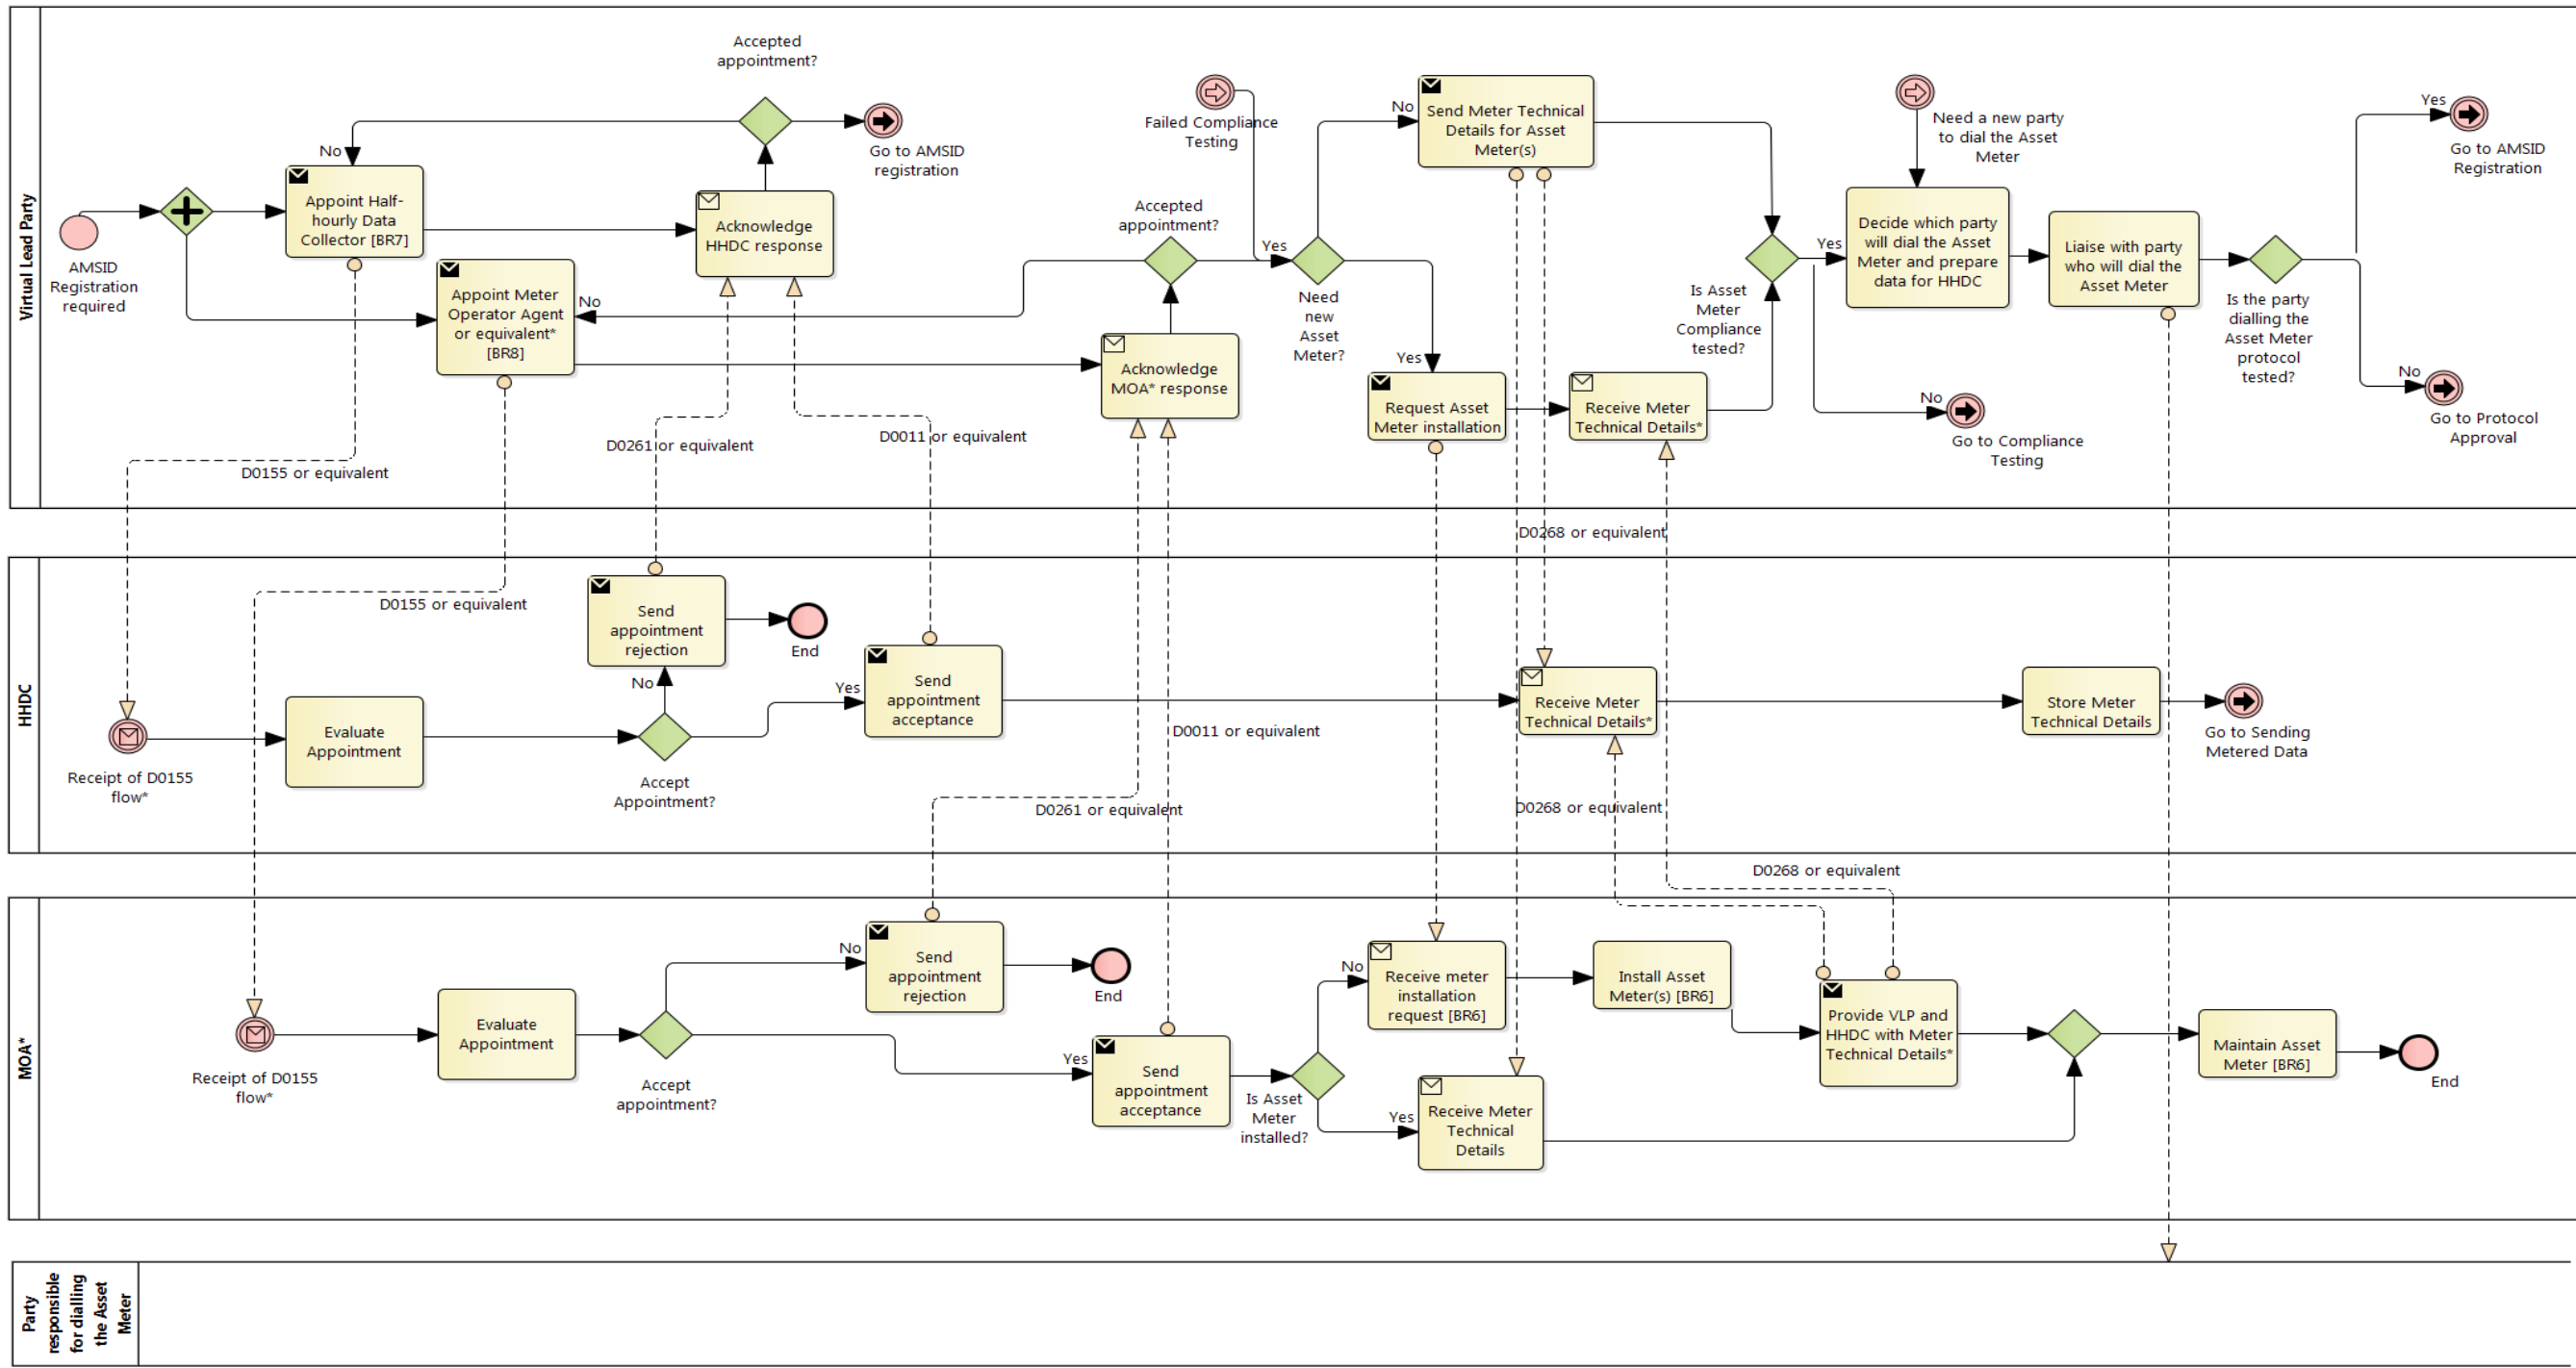 Virtual Lead Party
AMSID
Registration
required
No
Appoint Half-
hourly Data
Collector [BR7]
Appoint Meter
Operator Agent
or equivalent*
[BR8]
No
Accepted
appointment?
Go to AMSID
registration
Acknowledge
HHDC response
D0155 or equivalent
D0261 or equivalent
D0011 or equivalent
Failed Compliance
Testing
Accepted
appointment?
Yes
Acknowledge
MOA* response
Need
new
Asset
Meter?
No
Send Meter Technical
Details for Asset
Meter(s)
Yes
Request Asset
Meter installation
Receive Meter
Technical Details*
Is Asset
Meter
Compliance
tested?
Yes
No
Go to Compliance
Testing
Need a new party
to dial the Asset
Meter
Decide which party
will dial the Asset
Meter and prepare
data for HHDC
Liaise with party
who will dial the
Asset Meter
Is the party
dialling the
Asset Meter
protocol
tested?
Yes
Go to AMSID
Registration
No
Go to Protocol
Approval
D0268 or equivalent
HHDC
D0155 or equivalent
Receipt of D0155
flow*
Evaluate
Appointment
Accept
Appointment?
No
Send
appointment
rejection
End
Yes
Send
appointment
acceptance
D0011 or equivalent
D0261 or equivalent
Receive Meter
Technical Details*
D0268 or equivalent
Store Meter
Technical Details
Go to Sending
Metered Data
D0268 or equivalent
MOA*
Receipt of D0155
flow*
Evaluate
Appointment
Accept
appointment?
No
Send
appointment
rejection
End
Yes
Send
appointment
acceptance
Is Asset
Meter
installed?
No
Receive meter
installation
request [BR6]
Yes
Receive Meter
Technical
Details
Install Asset
Meter(s) [BR6]
Provide VLP and
HHDC with Meter
Technical Details*
Maintain Asset
Meter [BR6]
End
Party
responsible
for dialling
the Asset
Meter